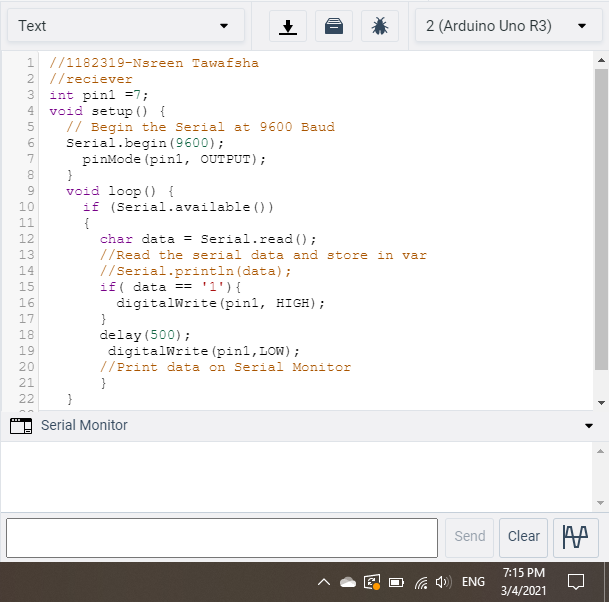 Text
2 (Arduino Uno R3)
1 //1182319-Nsreen Tawafsha
2 //reciever
3 int pin1 =7;
4 void setup() {
5 // Begin the Serial at 9600 Baud
6 Serial.begin(9600);
7 pinMode(pin1, OUTPUT);
8 }
9 void loop() {
10 if (Serial.available())
11 {
12 char data = Serial.read();
13 //Read the serial data and store in var
14 //Serial.println(data);
15 if( data == '1'){
16 digitalWrite(pin1, HIGH);
17 }
18 delay(500);
19 digitalWrite(pin1,LOW);
20 //Print data on Serial Monitor
21 }
22 }
Serial Monitor
Send
Clear
ENG
7:15 PM
3/4/2021